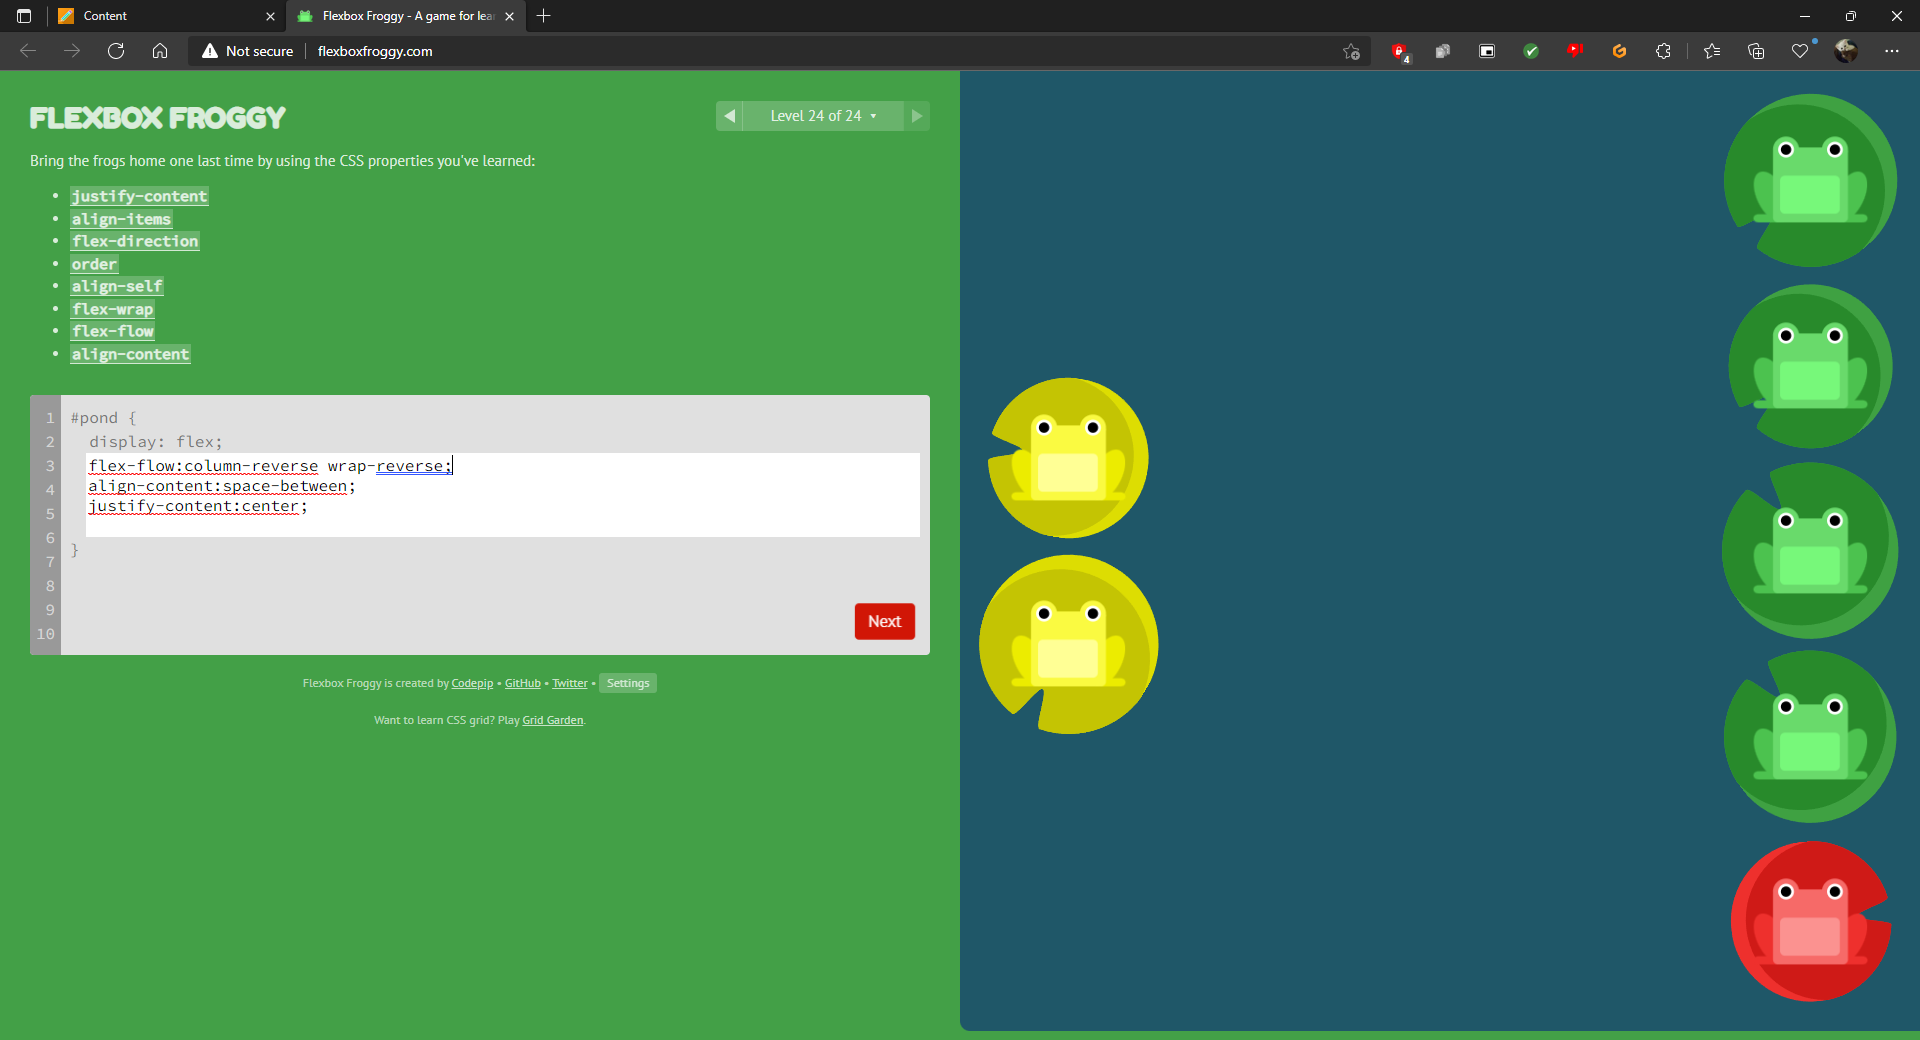 Content
Flexbox Froggy - A game for lea
Not secure
flexboxfroggy.com
4
FLEXBOX FROGGY
Level 24 of 24
Bring the frogs home one last time by using the CSS properties you've learned:
justify-content
align-items
flex-direction
order
align-self
flex-wrap
flex-flow
align-content
1 #pond {
2 display: flex;
3 flex-flow:column-reverse wrap-reverse;
4 align-content:space-between;
5 justify-content:center;
6 }
7
8
9
10
Next
Flexbox Froggy is created by Codepip • GitHub • Twitter • Settings
Want to learn CSS grid? Play Grid Garden.